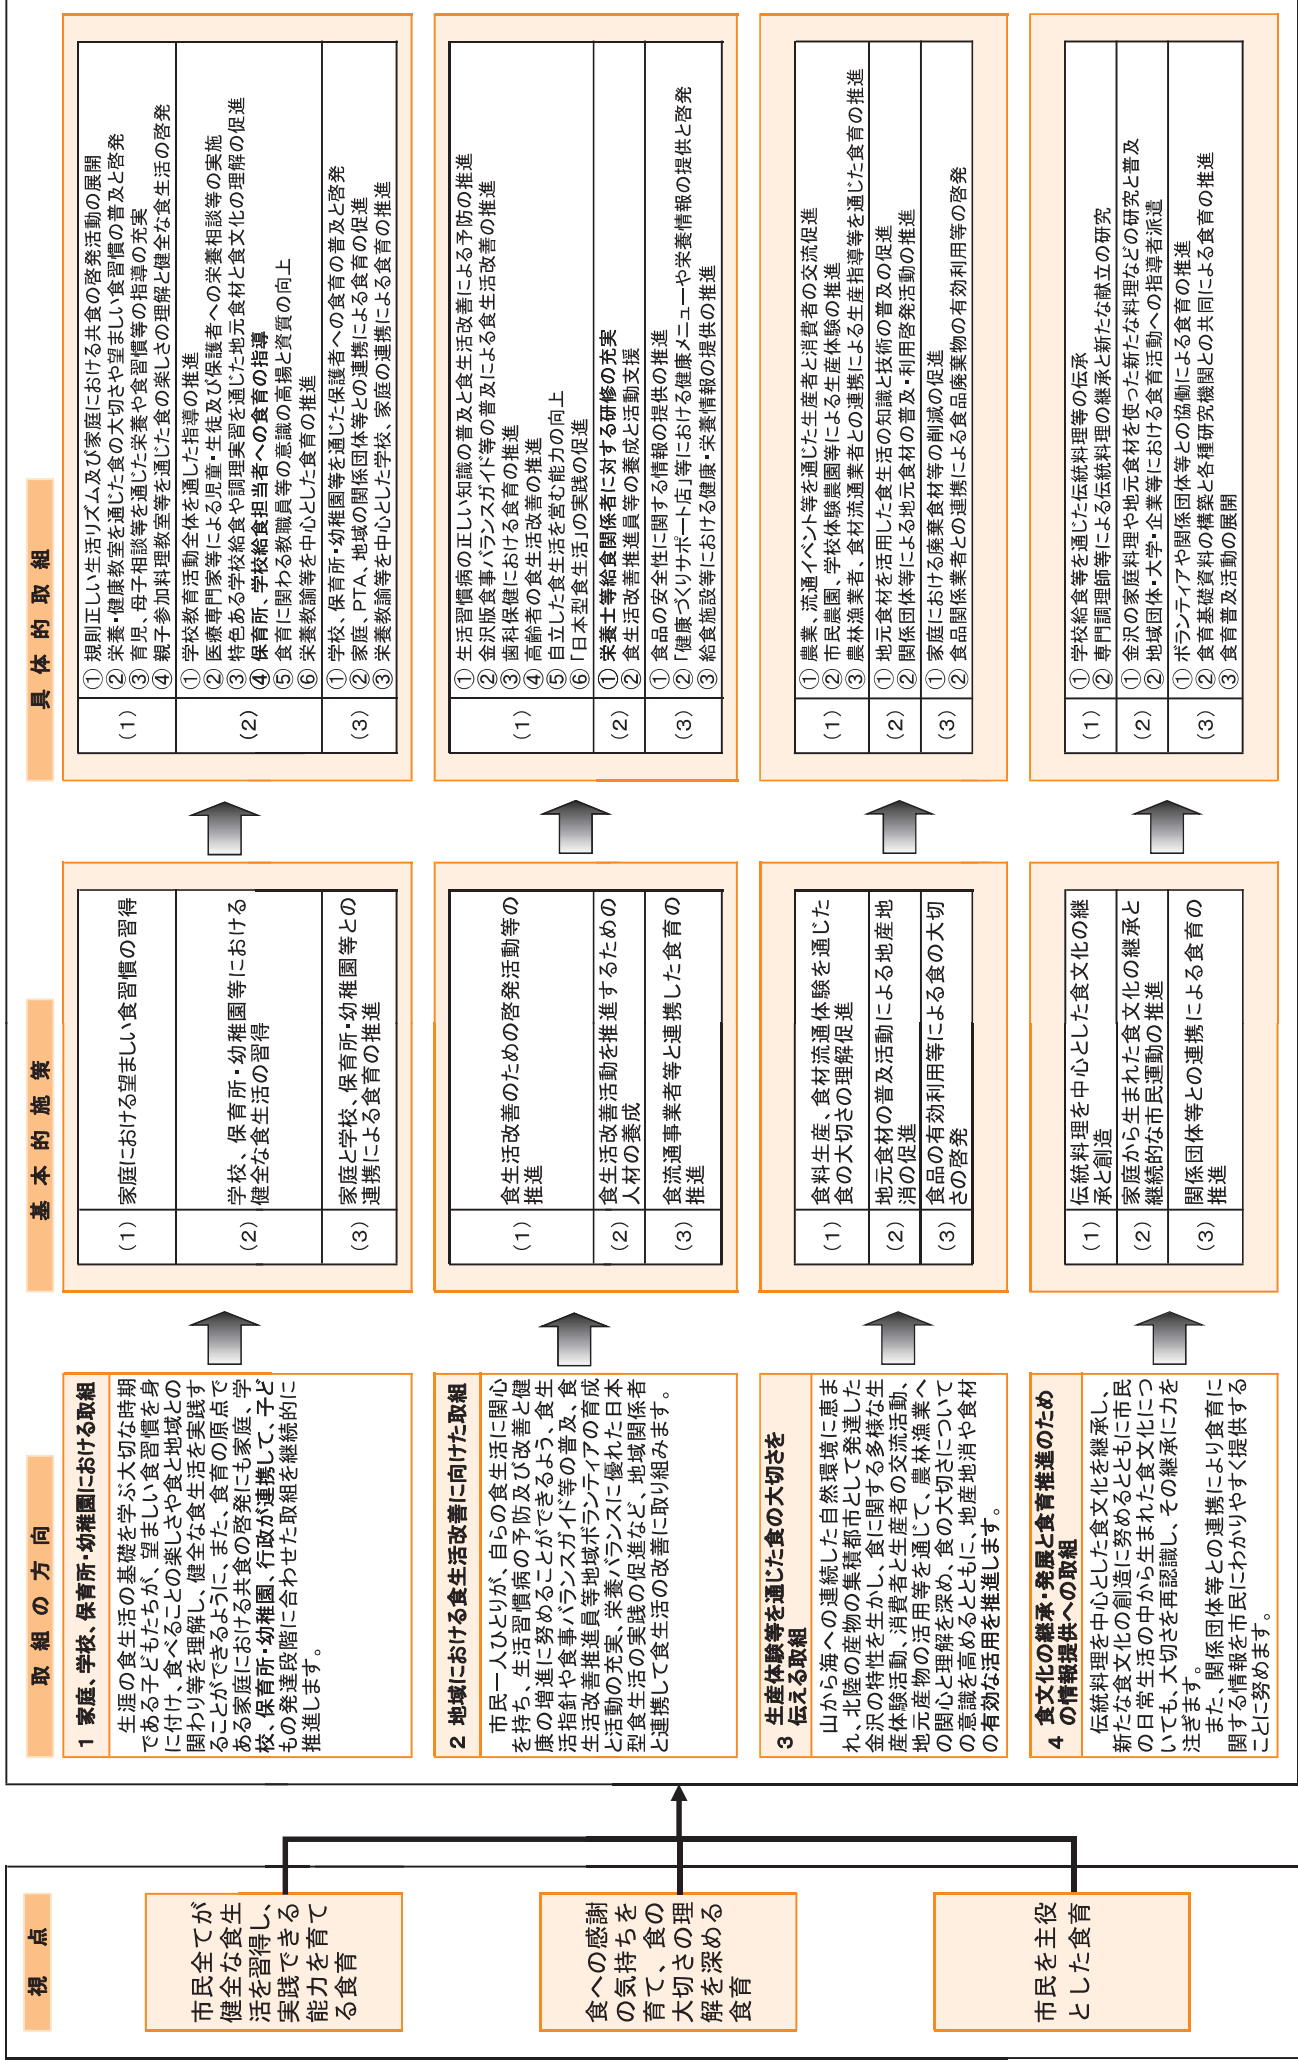 視点
市民全てが
健全な食生
活を習得し、
実践できる
能力を育て
る食育
食への感謝
の気持ちを
育て、食の
大切さの理
解を深める
食育
市民を主役
とした食育
取組の方向
1 家庭、学校、保育所・幼稚園における取組
生涯の食生活の基礎を学ぶ大切な時期
である子どもたちが、望ましい食習慣を身
に付け、食べることの楽しさや食と地域との
関わり等を理解し、健全な食生活を実践す
ることができるように、また、食育の原点で
ある家庭における共食の啓発にも家庭、学
校、保育所・幼稚園、行政が連携して、子ど
もの発達段階に合わせた取組を継続的に
推進します。
2 地域における食生活改善に向けた取組
市民一人ひとりが、自らの食生活に関心
を持ち、生活習慣病の予防及び改善と健
康の増進に努めることができるよう、食生
活指針や食事バランスガイド等の普及、食
生活改善推進員等地域ボランティアの育成
と活動の充実、栄養バランスに優れた日本
型食生活の実践の促進など、地域関係者
と連携して食生活の改善に取り組みます。
3 生産体験等を通じた食の大切さを
伝える取組
山から海への連続した自然環境に恵ま
れ、北陸の産物の集積都市として発達した
金沢の特性を生かし、食に関する多様な生
産体験活動、消費者と生産者の交流活動、
地元産物の活用等を通じて、農林漁業へ
の関心と理解を深め、食の大切さについて
の意識を高めるとともに、地産地消や食材
の有効な活用を推進します。
4 食文化の継承・発展と食育推進のため
の情報提供への取組
伝統料理を中心とした食文化を継承し、
新たな食文化の創造に努めるとともに市民
の日常生活の中から生まれた食文化につ
いても、大切さを再認識し、その継承に力を
注ぎます。
また、関係団体等との連携により食育に
関する情報を市民にわかりやすく提供する
ことに努めます。
基本的施策
(1) 家庭における望ましい食習慣の習得
(2) 学校、保育所・幼稚園等における
健全な食生活の習得
(3) 家庭と学校、保育所・幼稚園等との
連携による食育の推進
(1) 食生活改善のための啓発活動等の
推進
(2) 食生活改善活動を推進するための
人材の養成
(3) 食流通事業者等と連携した食育の
推進
(1) 食料生産、食材流通体験を通じた
食の大切さの理解促進
(2) 地元食材の普及活動による地産地
消の促進
(3) 食品の有効利用等による食の大切
さの啓発
(1) 伝統料理を中心とした食文化の継
承と創造
(2) 家庭から生まれた食文化の継承と
継続的な市民運動の推進
(3) 関係団体等との連携による食育の
推進
具体的取組
(1) ① 規則正しい生活リズム及び家庭における共食の啓発活動の展開
② 栄養・健康教室を通じた食の大切さや望ましい食習慣の普及と啓発
③ 育児、母子相談等を通じた栄養や食習慣等の指導の充実
④ 親子参加料理教室等を通じた食の楽しさの理解と健全な食生活の啓発
(2) ① 学校教育活動全体を通した指導の推進
② 医療専門家等による児童・生徒及び保護者への栄養相談等の実施
③ 特色ある学校給食や調理実習を通じた地元食材と食文化の理解の促進
④ 保育所、学校給食担当者への食育の指導
⑤ 食育に関わる教職員等の意識の高揚と資質の向上
⑥ 栄養教諭等を中心とした食育の推進
(3) ① 学校、保育所・幼稚園等を通じた保護者への食育の普及と啓発
② 家庭、PTA、地域の関係団体等との連携による食育の促進
③ 栄養教諭等を中心とした学校、家庭の連携による食育の推進
(1) ① 生活習慣病の正しい知識の普及と食生活改善による予防の推進
② 金沢版食事バランスガイド等の普及による食生活改善の推進
③ 歯科保健における食育の推進
④ 高齢者の食生活改善の推進
⑤ 自立した食生活を営む能力の向上
⑥ 「日本型食生活」の実践の促進
(2) ① 栄養士等給食関係者に対する研修の充実
② 食生活改善推進員等の養成と活動支援
(3) ① 食品の安全性に関する情報の提供の推進
② 「健康づくりサポート店」等における健康メニューや栄養情報の提供と啓発
③ 給食施設等における健康・栄養情報の提供の推進
(1) ① 農業、流通イベント等を通じた生産者と消費者の交流促進
② 市民農園、学校体験農園等による生産体験の推進
③ 農林漁業者、食材流通業者との連携による生産指導等を通じた食育の推進
(2) ① 地元食材を活用した食生活の知識と技術の普及の促進
② 関係団体等による地元食材の普及・利用啓発活動の推進
(3) ① 家庭における廃棄食材等の削減の促進
② 食品関係業者との連携による食品廃棄物の有効利用等の啓発
(1) ① 学校給食等を通じた伝統料理等の伝承
② 専門調理師等による伝統料理の継承と新たな献立の研究
(2) ① 金沢の家庭料理や地元食材を使った新たな料理などの研究と普及
② 地域団体・大学・企業等における食育活動への指導者派遣
(3) ① ボランティアや関係団体等との協働による食育の推進
② 食育基礎資料の構築と各種研究機関との共同による食育の推進
③ 食育普及活動の展開